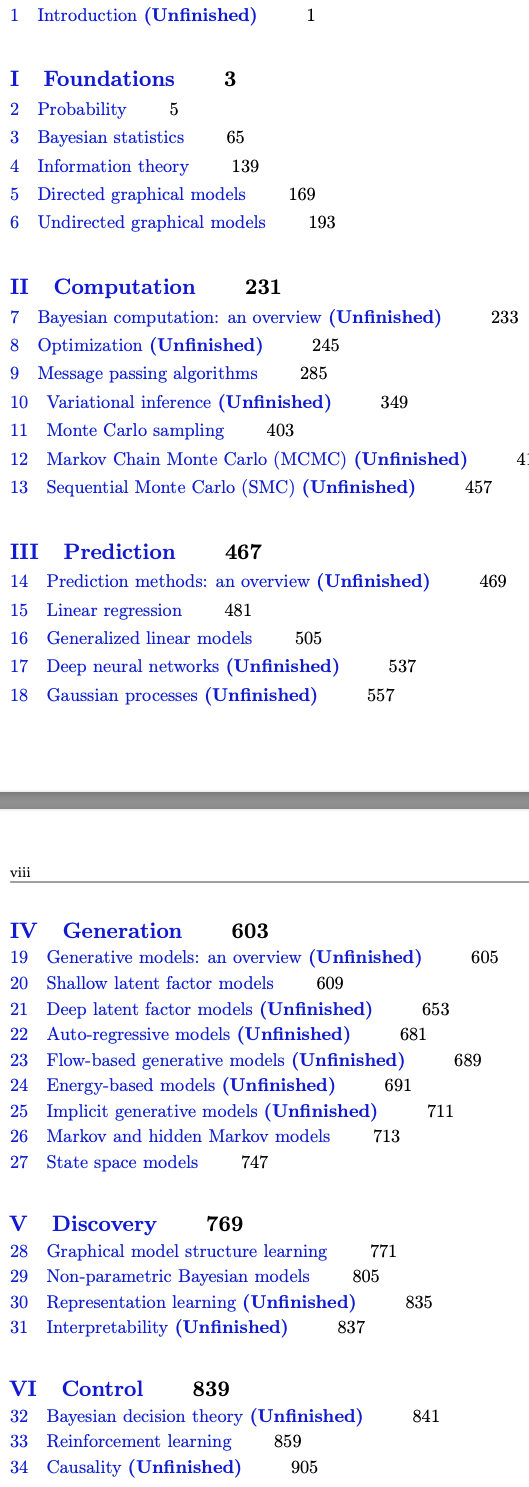 1 Introduction (Unfinished) 1
I Foundations 3
2 Probability 5
3 Bayesian statistics 65
4 Information theory 139
5 Directed graphical models 169
6 Undirected graphical models 193
II Computation 231
7 Bayesian computation: an overview (Unfinished) 233
8 Optimization (Unfinished) 245
9 Message passing algorithms 285
10 Variational inference (Unfinished) 349
11 Monte Carlo sampling 403
12 Markov Chain Monte Carlo (MCMC) (Unfinished)
13 Sequential Monte Carlo (SMC) (Unfinished) 457
III Prediction 467
14 Prediction methods: an overview (Unfinished) 469
15 Linear regression 481
16 Generalized linear models 505
17 Deep neural networks (Unfinished) 537
18 Gaussian processes (Unfinished) 557
viii
IV Generation 603
19 Generative models: an overview (Unfinished) 605
20 Shallow latent factor models 609
21 Deep latent factor models (Unfinished) 653
22 Auto-regressive models (Unfinished) 681
23 Flow-based generative models (Unfinished) 689
24 Energy-based models (Unfinished) 691
25 Implicit generative models (Unfinished) 711
26 Markov and hidden Markov models 713
27 State space models 747
V Discovery 769
28 Graphical model structure learning 771
29 Non-parametric Bayesian models 805
30 Representation learning (Unfinished) 835
31 Interpretability (Unfinished) 837
VI Control 839
32 Bayesian decision theory (Unfinished) 841
33 Reinforcement learning 859
34 Causality (Unfinished) 905